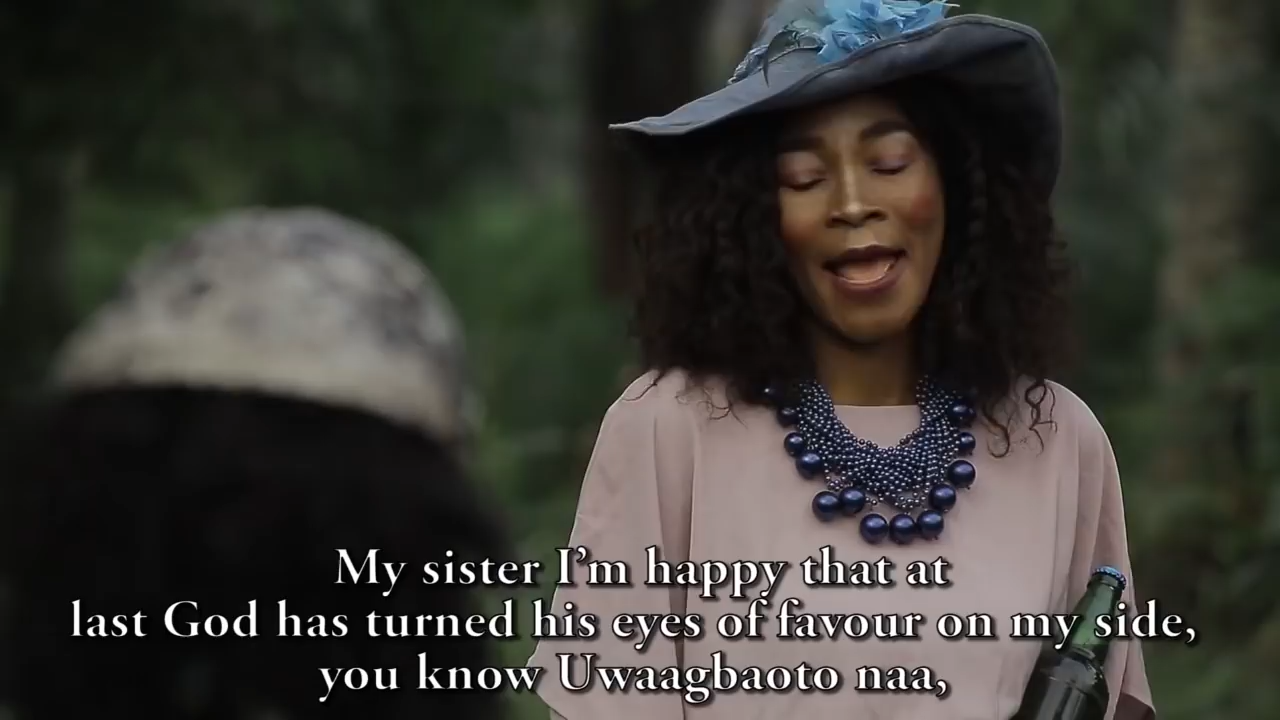 My sister I'm happy that at
last God has turned his eyes of favour on my side,
you know Uwaagbaoto naa,